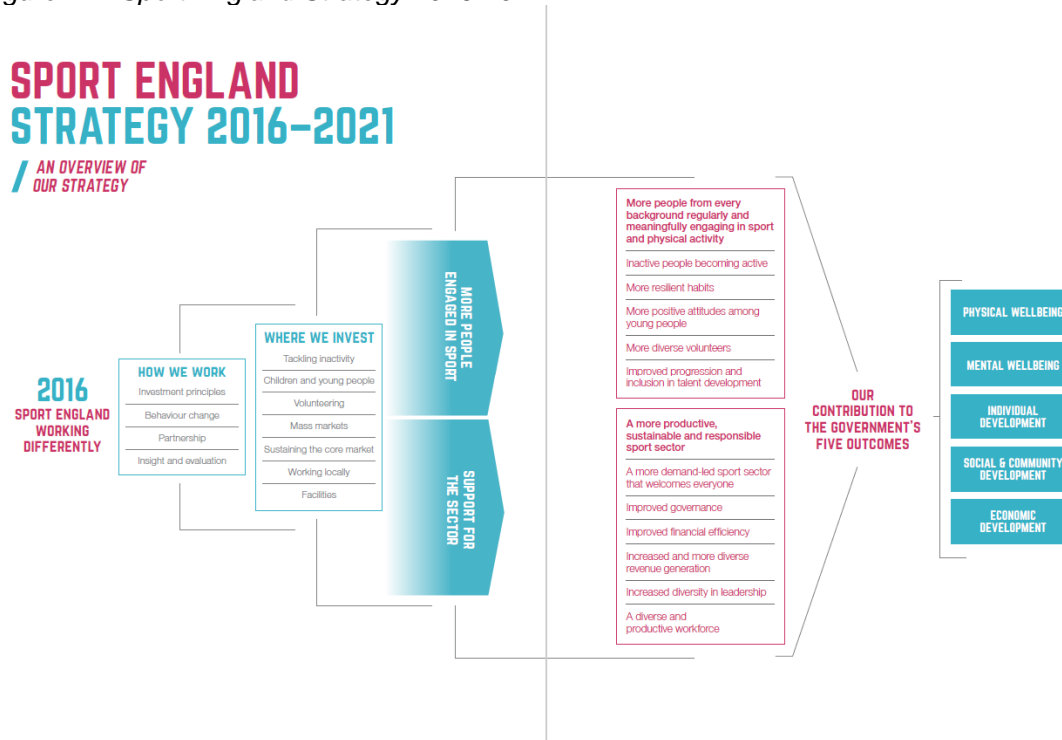 SPORT ENGLAND
STRATEGY 2016–2021
AN OVERVIEW OF
OUR STRATEGY
2016
SPORT ENGLAND
WORKING
DIFFERENTLY
HOW WE WORK
Investment principles
Behaviour change
Partnership
Insight and evaluation
WHERE WE INVEST
Tackling inactivity
Children and young people
Volunteering
Mass markets
Sustaining the core market
Working locally
Facilities
MORE PEOPLE
ENGAGED IN SPORT
SUPPORT FOR
THE SECTOR
More people from every
background regularly and
meaningfully engaging in sport
and physical activity
Inactive people becoming active
More resilient habits
More positive attitudes among
young people
More diverse volunteers
Improved progression and
inclusion in talent development
A more productive,
sustainable and responsible
sport sector
A more demand-led sport sector
that welcomes everyone
Improved governance
Improved financial efficiency
Increased and more diverse
revenue generation
Increased diversity in leadership
A diverse and
productive workforce
OUR
CONTRIBUTION TO
THE GOVERNMENT'S
FIVE OUTCOMES
PHYSICAL WELLBEING
MENTAL WELLBEING
INDIVIDUAL
DEVELOPMENT
SOCIAL & COMMUNITY
DEVELOPMENT
ECONOMIC
DEVELOPMENT